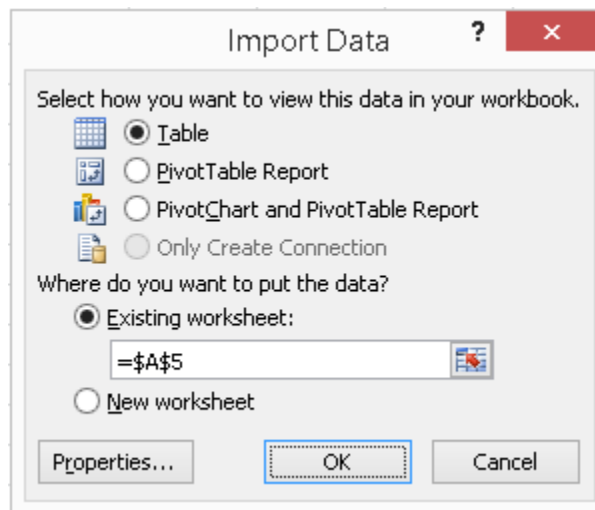 Import Data
?
Select how you want to view this data in your workbook.
Table
PivotTable Report
PivotChart and PivotTable Report
Only Create Connection
Where do you want to put the data?
Existing worksheet:
=$A$5
New worksheet
Properties... OK Cancel